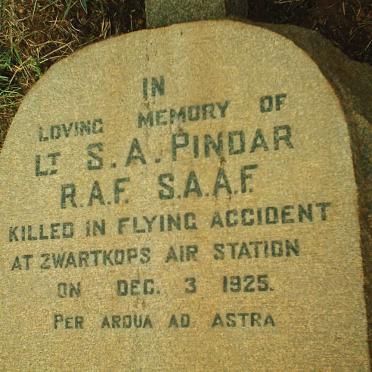 IN
LOVING MEMORY OF
LT S. A. PINDAR
R.A.F. S.A.A.F.
KILLED IN FLYING ACCIDENT
AT ZWARTKOPS AIR STATION
ON DEC. 3 1925.
PER ARDUA AD ASTRA